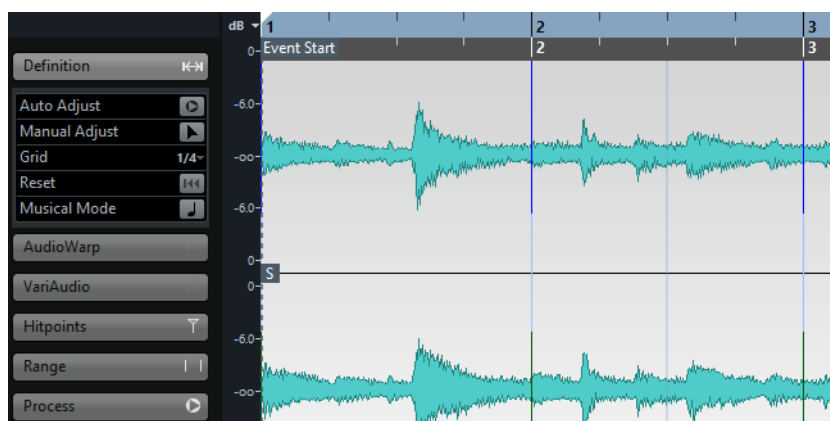 dB 1 2 3
Event Start 2 3
Definition
Auto Adjust
Manual Adjust
Grid 1/4
Reset
Musical Mode
AudioWarp
VariAudio
Hitpoints
Range
Process
0
-6.0
-oo
-6.0
0
S
0
-6.0
-oo